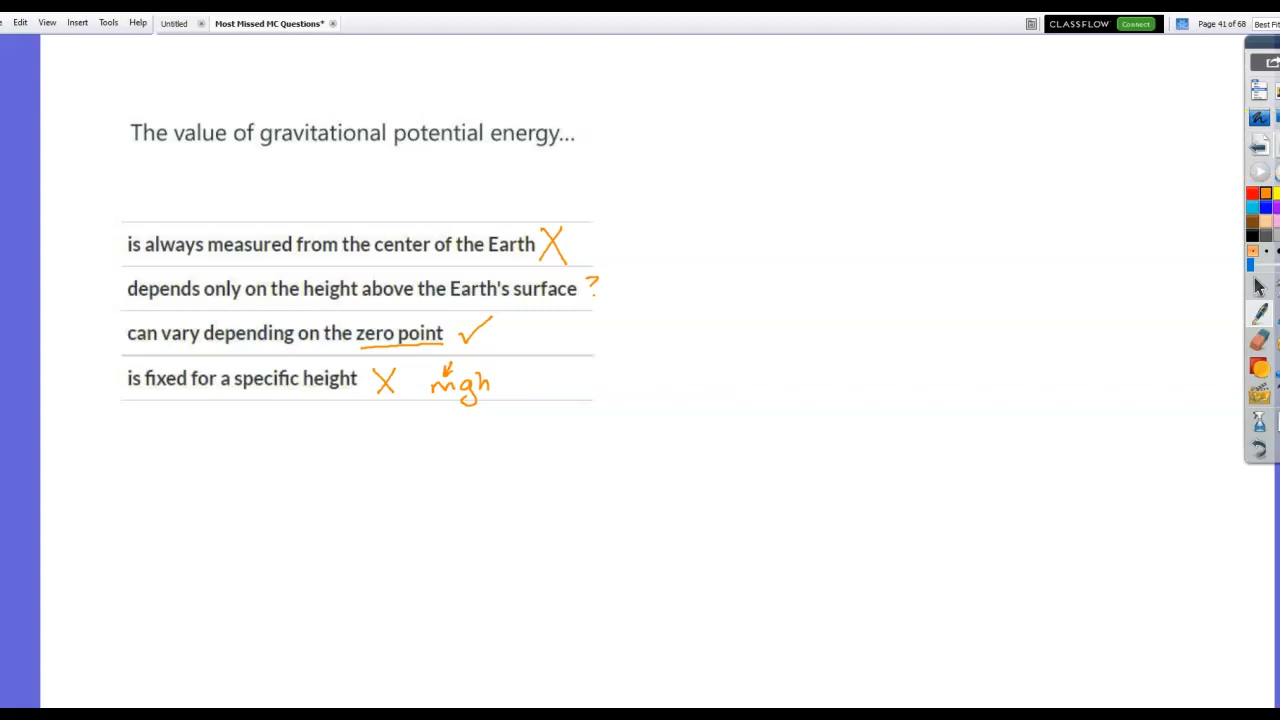 Edit View Insert Tools Help Untitled Most Missed MC Questions* CLASSFLOW Connect Page 41 of 68 Best Fit
The value of gravitational potential energy...
is always measured from the center of the Earth X
depends only on the height above the Earth's surface ?
can vary depending on the zero point ✓
is fixed for a specific height X mgh